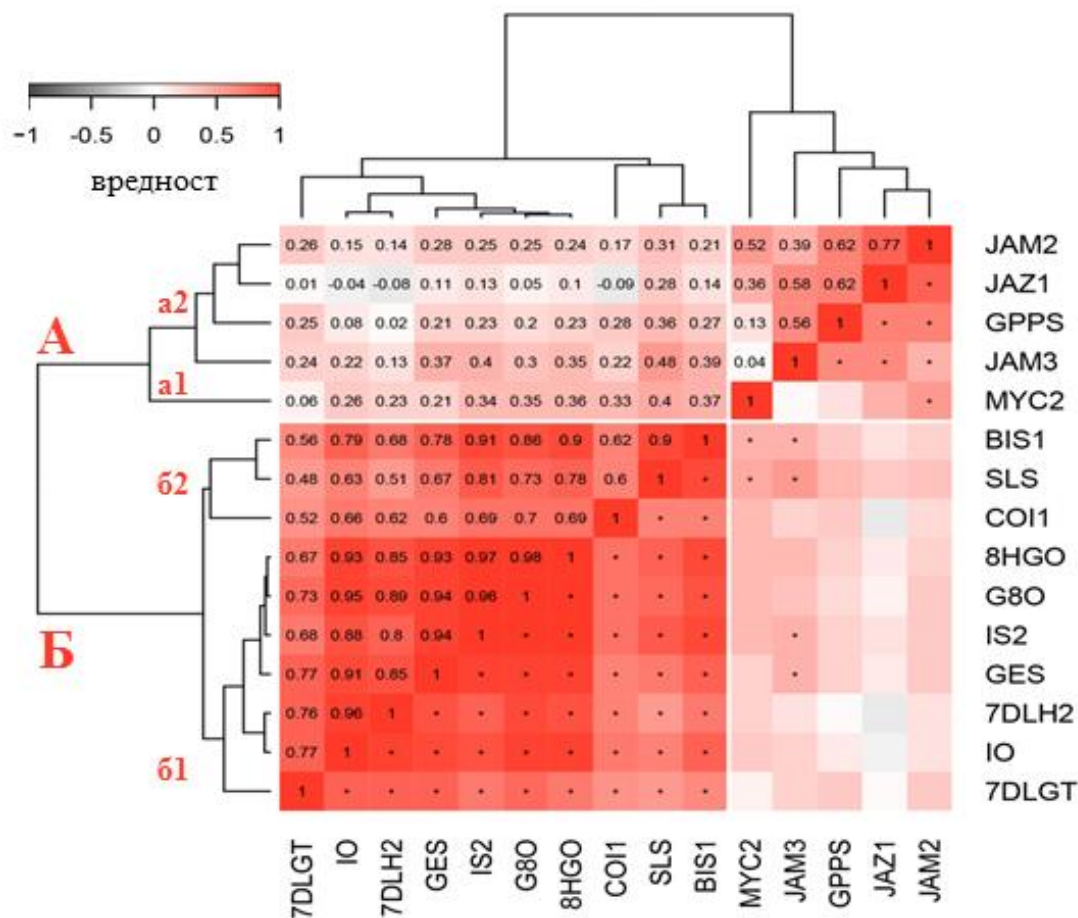 −1 -0.5 0 0.5 1
вредност
0.26 0.15 0.14 0.28 0.25 0.25 0.24 0.17 0.31 0.21 0.52 0.39 0.62 0.77 1 JAM2
0.01 -0.04 -0.08 0.11 0.13 0.05 0.1 -0.09 0.28 0.14 0.36 0.58 0.62 1 JAZ1
а2
0.25 0.08 0.02 0.21 0.23 0.2 0.23 0.28 0.36 0.27 0.13 0.56 1 GPPS
А
0.24 0.22 0.13 0.37 0.4 0.3 0.35 0.22 0.48 0.39 0.04 1 JAM3
а1
0.06 0.26 0.23 0.21 0.34 0.35 0.36 0.33 0.4 0.37 1 MYC2
0.56 0.79 0.68 0.78 0.91 0.86 0.9 0.62 0.9 1 BIS1
б2
0.48 0.63 0.51 0.67 0.81 0.73 0.78 0.6 1 SLS
0.52 0.66 0.62 0.6 0.69 0.7 0.69 1 COI1
0.67 0.93 0.85 0.93 0.97 0.98 1 8HGO
0.73 0.95 0.89 0.94 0.96 1 G8O
Б
0.68 0.88 0.8 0.94 1 IS2
0.77 0.91 0.85 1 GES
0.76 0.96 1 7DLH2
0.77 1 IO
б1
1 7DLGT
7DLGT IO 7DLH2 GES IS2 G8O 8HGO COI1 SLS BIS1 MYC2 JAM3 GPPS JAZ1 JAM2